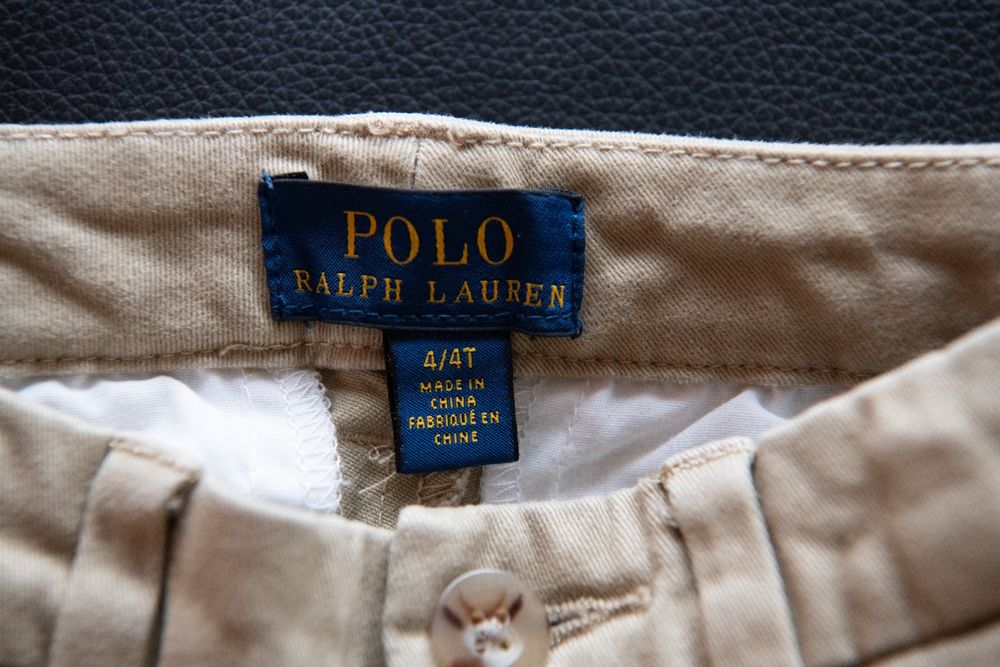 POLO
RALPH LAUREN
4/4T
MADE IN
CHINA
FABRIQUÉ EN
CHINE